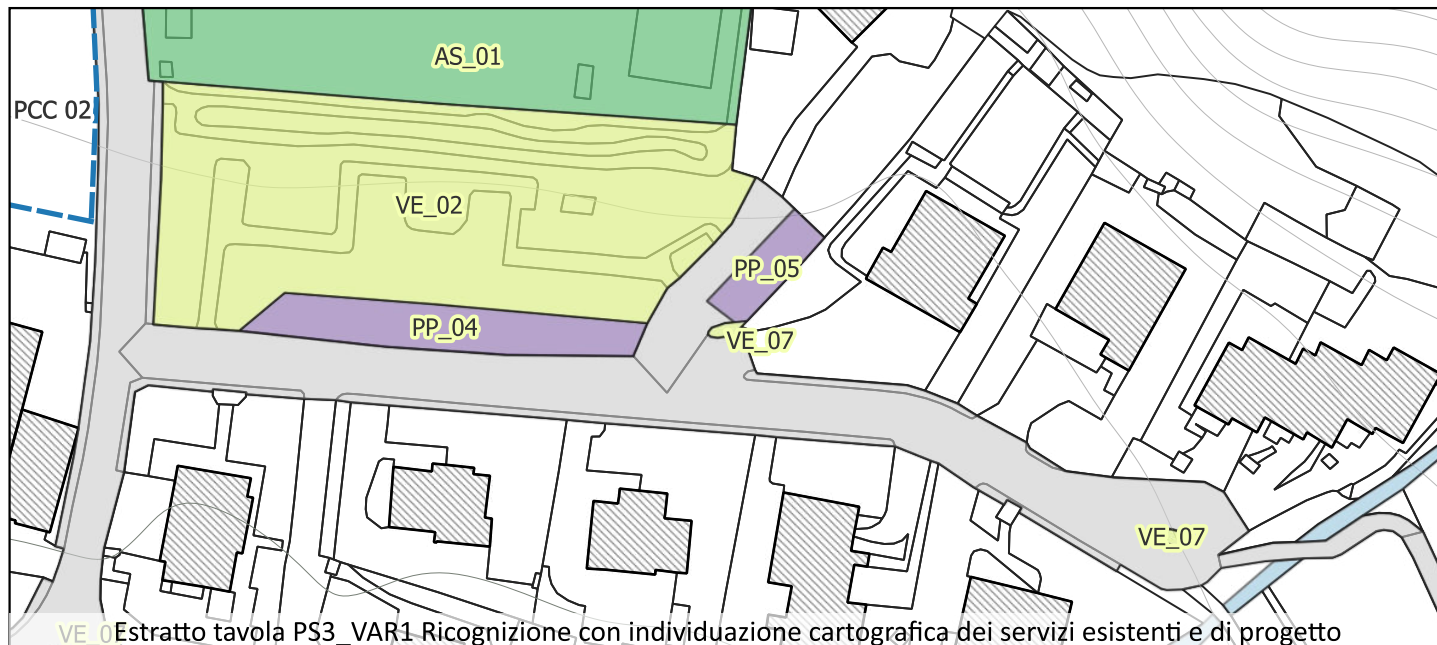 AS_01
PCC 02
VE_02
PP_05
PP_04
VE_07
VE_07
Estratto tavola PS3_VAR1 Ricognizione con individuazione cartografica dei servizi esistenti e di progetto